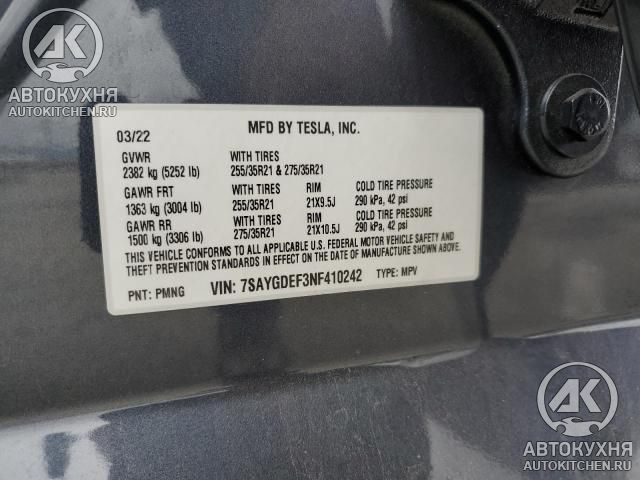 AK
АВТОКУХНЯ
AUTOKITCHEN.RU
03/22 MFD BY TESLA, INC.
GVWR WITH TIRES
2382 kg (5252 lb) 255/35R21 & 275/35R21
GAWR FRT WITH TIRES RIM COLD TIRE PRESSURE
1363 kg (3004 lb) 255/35R21 21X9.5J 290 kPa, 42 psi
GAWR RR WITH TIRES RIM COLD TIRE PRESSURE
1500 kg (3306 lb) 275/35R21 21X10.5J 290 kPa, 42 psi
THIS VEHICLE CONFORMS TO ALL APPLICABLE U.S. FEDERAL MOTOR VEHICLE SAFETY AND
THEFT PREVENTION STANDARDS IN EFFECT ON THE DATE OF MANUFACTURE SHOWN ABOVE.
PNT: PMNG VIN: 7SAYGDEF3NF410242 TYPE: MPV
AK
АВТОКУХНЯ
AUTOKITCHEN.RU